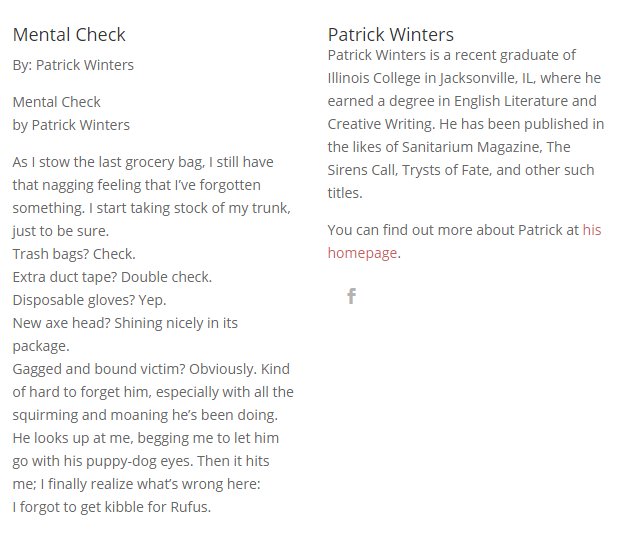 Mental Check
By: Patrick Winters
Mental Check
by Patrick Winters
As I stow the last grocery bag, I still have
that nagging feeling that I’ve forgotten
something. I start taking stock of my trunk,
just to be sure.
Trash bags? Check.
Extra duct tape? Double check.
Disposable gloves? Yep.
New axe head? Shining nicely in its
package.
Gagged and bound victim? Obviously. Kind
of hard to forget him, especially with all the
squirming and moaning he’s been doing.
He looks up at me, begging me to let him
go with his puppy-dog eyes. Then it hits
me; I finally realize what’s wrong here:
I forgot to get kibble for Rufus.
Patrick Winters
Patrick Winters is a recent graduate of
Illinois College in Jacksonville, IL, where he
earned a degree in English Literature and
Creative Writing. He has been published in
the likes of Sanitarium Magazine, The
Sirens Call, Trysts of Fate, and other such
titles.
You can find out more about Patrick at his
homepage.